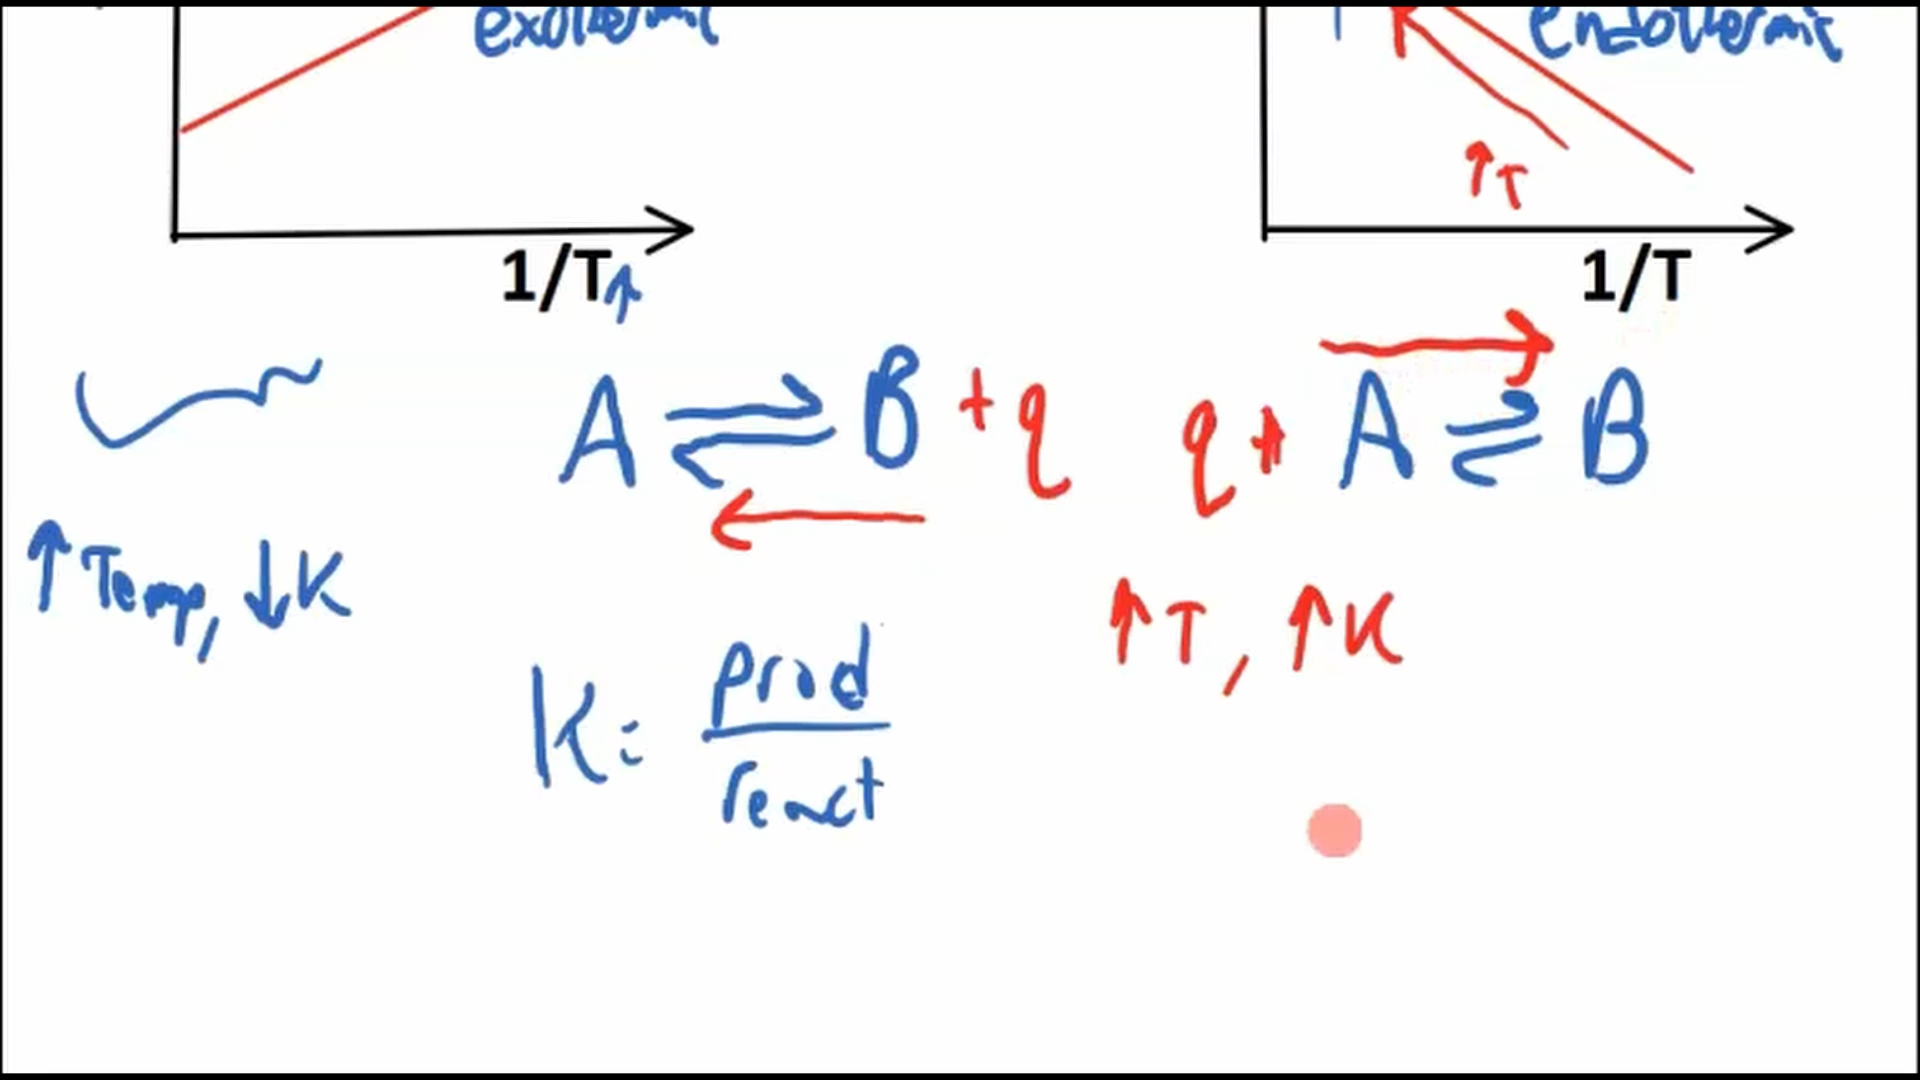 exothermic
endothermic
↑T
1/T↑
1/T
A ⇌ B + q
q + A ⇌ B
↑Temp, ↓K
↑T, ↑K
K = prod
react